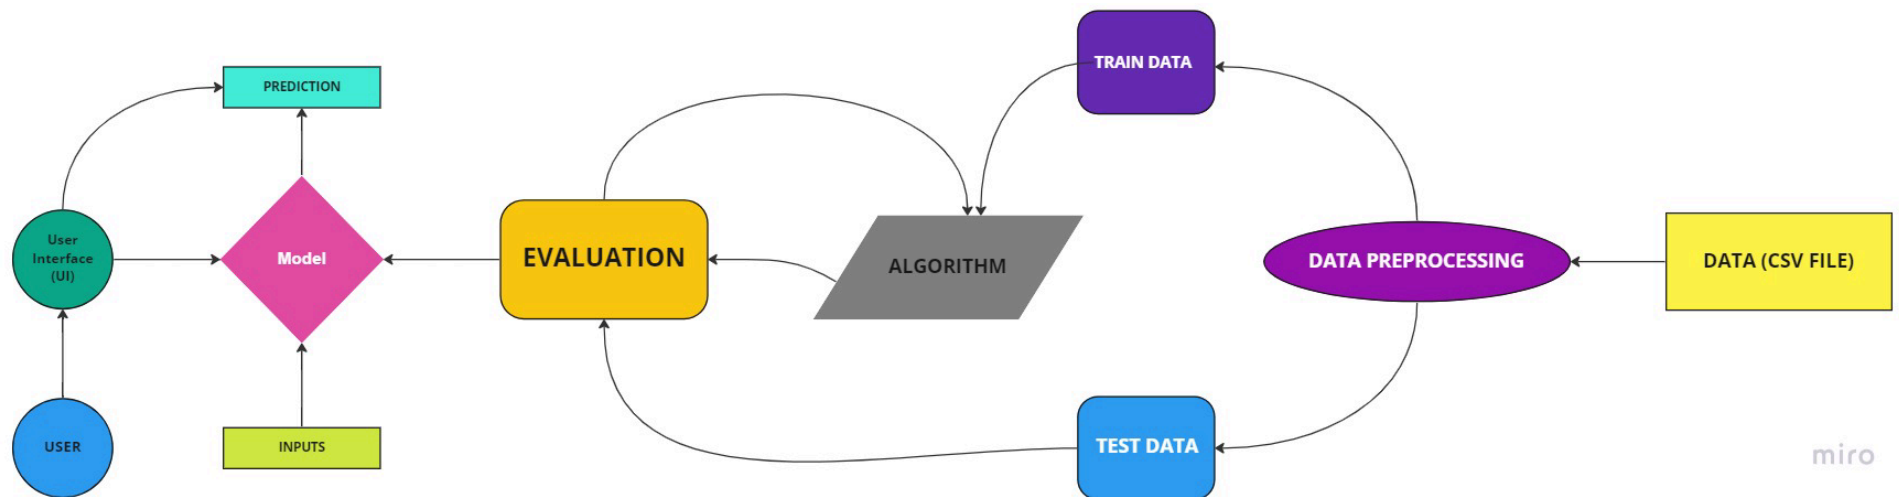 TRAIN DATA
PREDICTION
User
Interface
(UI)
Model
EVALUATION
ALGORITHM
DATA PREPROCESSING
DATA (CSV FILE)
USER
INPUTS
TEST DATA
miro